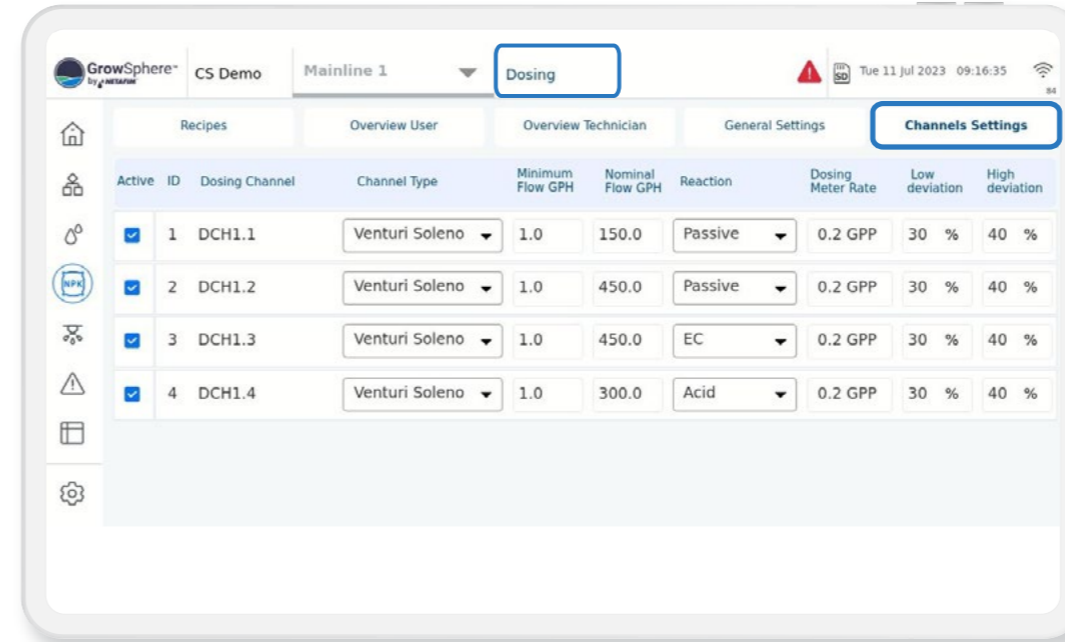 GrowSphere™
by NETAFIM
CS Demo
Mainline 1
Dosing
SD
Tue 11 Jul 2023 09:16:35
84
Recipes
Overview User
Overview Technician
General Settings
Channels Settings
Active ID Dosing Channel Channel Type Minimum Flow GPH Nominal Flow GPH Reaction Dosing Meter Rate Low deviation High deviation
1 DCH1.1 Venturi Soleno 1.0 150.0 Passive 0.2 GPP 30 % 40 %
2 DCH1.2 Venturi Soleno 1.0 450.0 Passive 0.2 GPP 30 % 40 %
NPK
3 DCH1.3 Venturi Soleno 1.0 450.0 EC 0.2 GPP 30 % 40 %
4 DCH1.4 Venturi Soleno 1.0 300.0 Acid 0.2 GPP 30 % 40 %